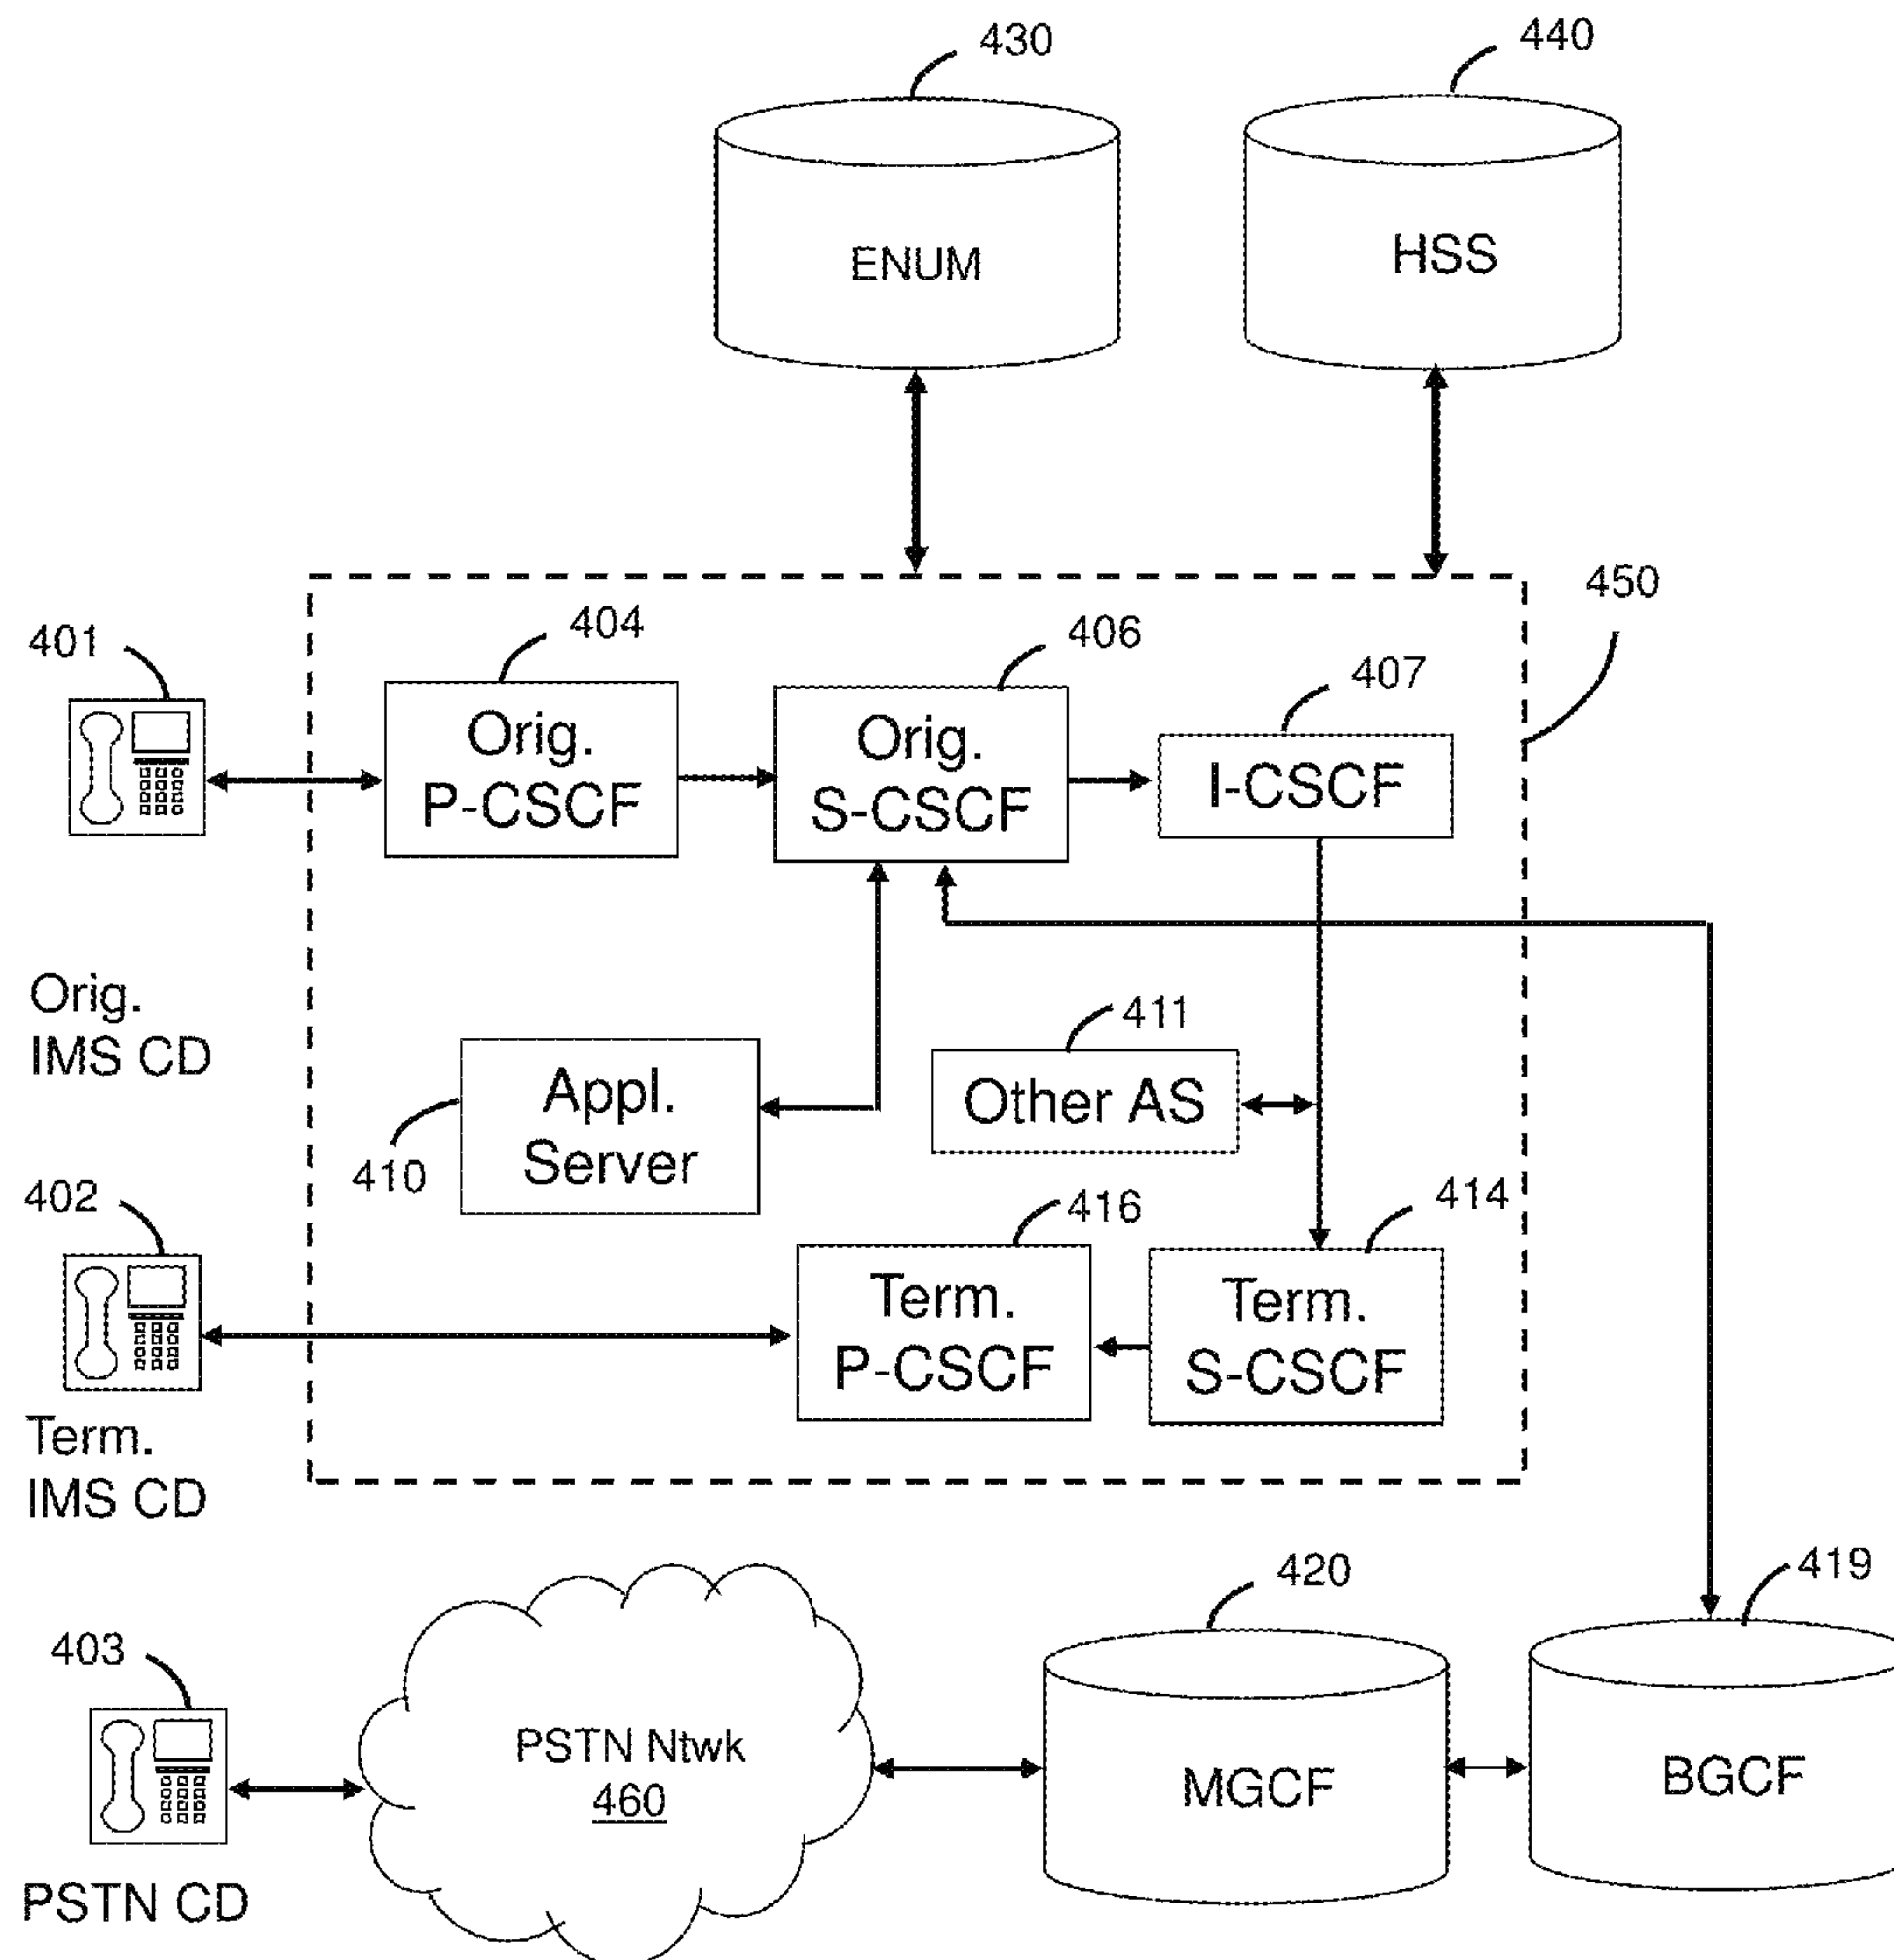 430
440
ENUM
HSS
450
401
404
406
407
Orig.
P-CSCF
Orig.
S-CSCF
I-CSCF
Orig.
IMS CD
411
Appl.
Server
Other AS
410
402
416
414
Term.
P-CSCF
Term.
S-CSCF
Term.
IMS CD
420
419
403
PSTN Ntwk
460
MGCF
BGCF
PSTN CD